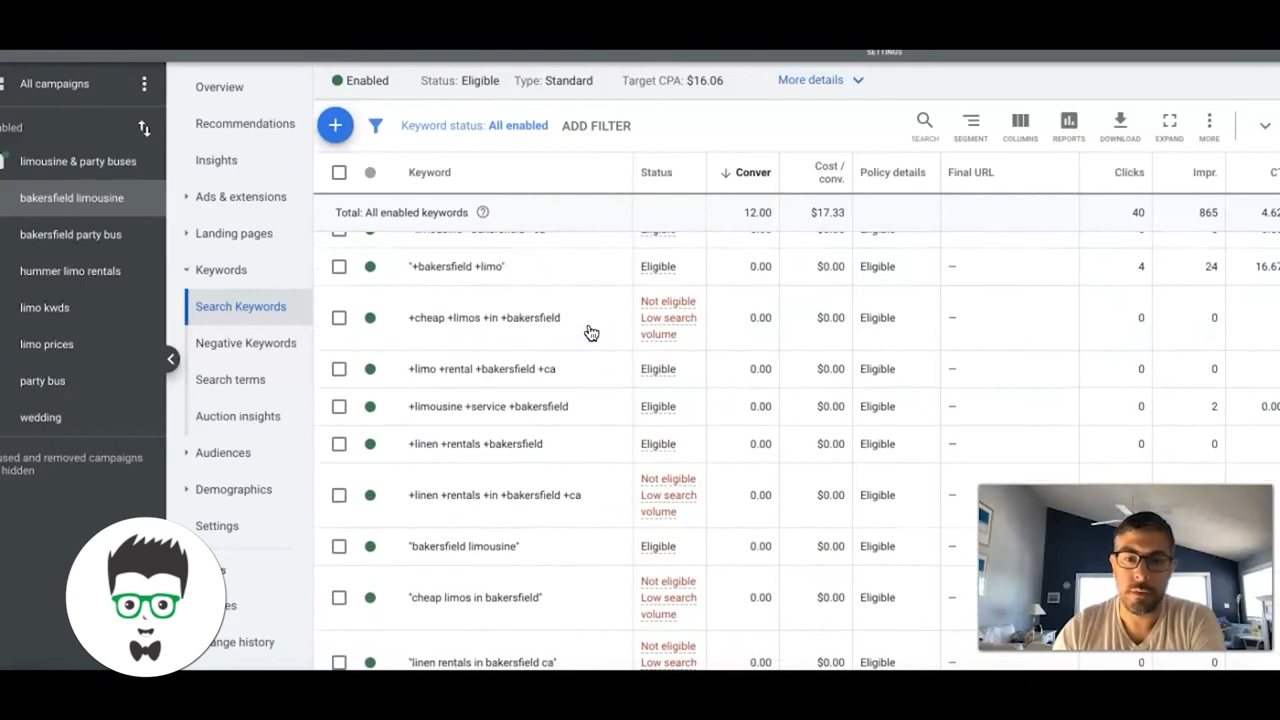 SETTINGS
All campaigns
Enabled Status: Eligible Type: Standard Target CPA: $16.06 More details
Keyword status: All enabled ADD FILTER
SEARCH SEGMENT COLUMNS REPORTS DOWNLOAD EXPAND MORE
limousine & party buses
bakersfield limousine
bakersfield party bus
hummer limo rentals
limo kwds
limo prices
party bus
wedding
and removed campaigns
hidden
Overview
Recommendations
Insights
Ads & extensions
Landing pages
Keywords
Search Keywords
Negative Keywords
Search terms
Auction insights
Audiences
Demographics
Settings
ange history
Keyword Status Conver Cost / conv. Policy details Final URL Clicks Impr.
Total: All enabled keywords 12.00 $17.33 40 865 4.62
"+bakersfield +limo" Eligible 0.00 $0.00 Eligible – 4 24 16.67
+cheap +limos +in +bakersfield Not eligible Low search volume 0.00 $0.00 Eligible – 0 0
+limo +rental +bakersfield +ca Eligible 0.00 $0.00 Eligible – 0 0
+limousine +service +bakersfield Eligible 0.00 $0.00 Eligible – 0 2 0.00
+linen +rentals +bakersfield Eligible 0.00 $0.00 Eligible – 0 0
+linen +rentals +in +bakersfield +ca Not eligible Low search volume 0.00 $0.00 Eligible –
"bakersfield limousine" Eligible 0.00 $0.00 Eligible –
"cheap limos in bakersfield" Not eligible Low search volume 0.00 $0.00 Eligible –
"linen rentals in bakersfield ca" Not eligible Low search 0.00 $0.00 Eligible – 0 0